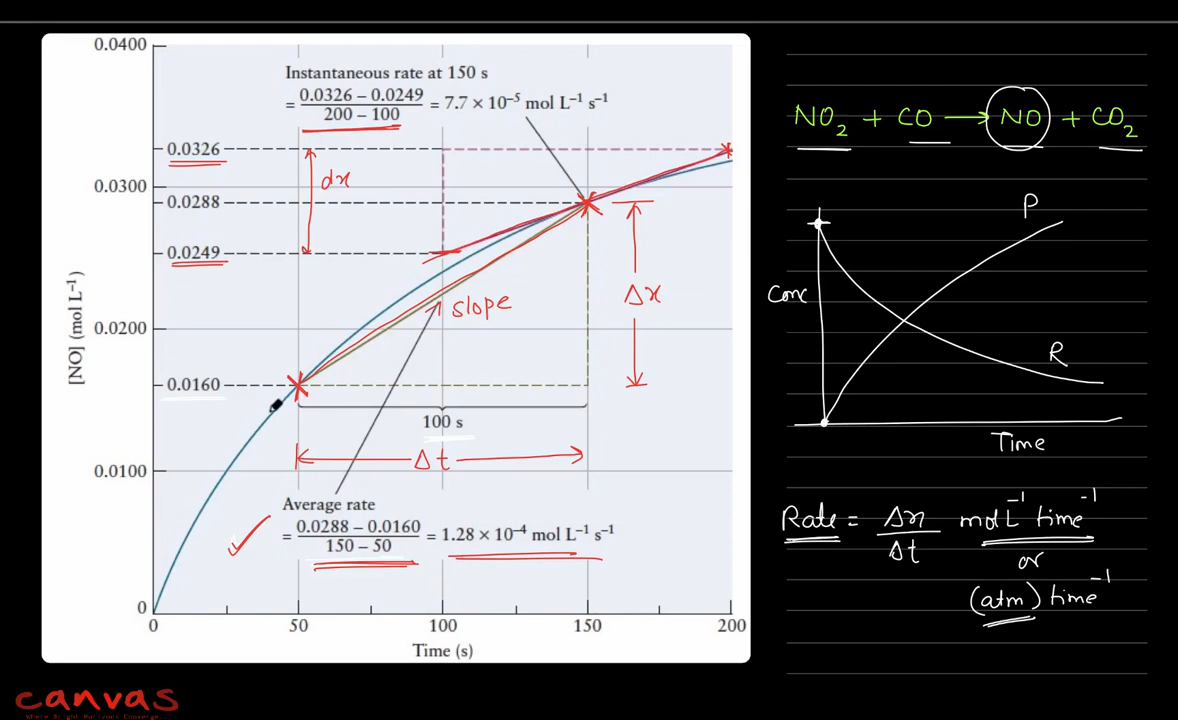 0.0400
Instantaneous rate at 150 s
= 0.0326 – 0.0249 / 200 – 100 = 7.7 × 10⁻⁵ mol L⁻¹ s⁻¹
0.0326
dx
0.0300
0.0288
0.0249
Δx
slope
[NO] (mol L⁻¹)
0.0200
0.0160
100 s
Δt
0.0100
Average rate
= 0.0288 – 0.0160 / 150 – 50 = 1.28 × 10⁻⁴ mol L⁻¹ s⁻¹
0
0 50 100 150 200
Time (s)
NO₂ + CO → NO + CO₂
P
Conc
R
Time
Rate = Δx / Δt mol L⁻¹ time⁻¹
or
(atm) time⁻¹
canvas
Where Bright Horizons Converge..